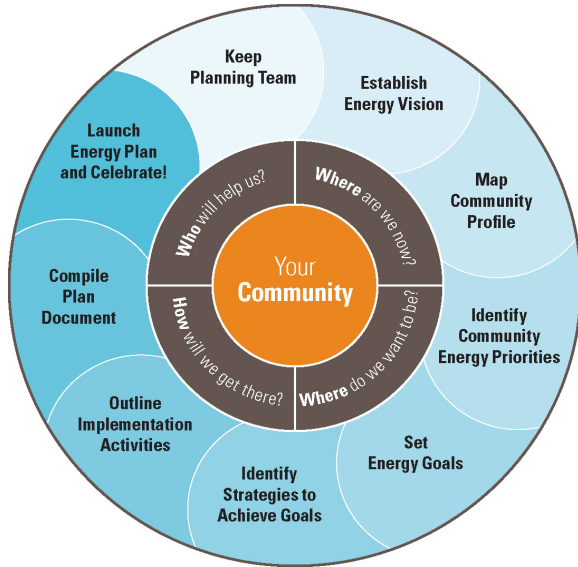 Keep
Planning Team
Establish
Energy Vision
Map
Community
Profile
Identify
Community
Energy Priorities
Set
Energy Goals
Identify
Strategies to
Achieve Goals
Outline
Implementation
Activities
Compile
Plan
Document
Launch
Energy Plan
and Celebrate!
Who will help us?
Where are we now?
Where do we want to be?
How will we get there?
Your
Community